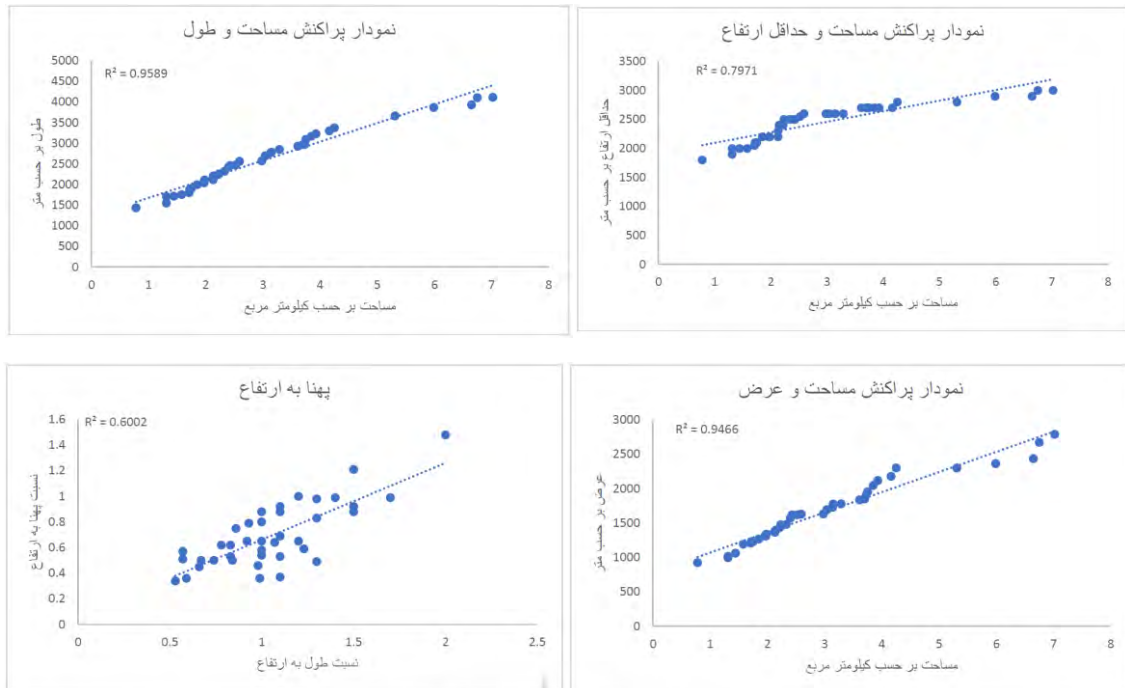 نمودار پراکنش مساحت و طول
R² = 0.9589
5000
4500
4000
3500
3000
2500
2000
1500
1000
500
0
طول بر حسب متر
0 1 2 3 4 5 6 7 8
مساحت بر حسب کیلومتر مربع
نمودار پراکنش مساحت و حداقل ارتفاع
R² = 0.7971
3500
3000
2500
2000
1500
1000
500
0
حداقل ارتفاع بر حسب متر
0 1 2 3 4 5 6 7 8
مساحت بر حسب کیلومتر مربع
پهنا به ارتفاع
R² = 0.6002
1.6
1.4
1.2
1
0.8
0.6
0.4
0.2
0
نسبت پهنا به ارتفاع
0 0.5 1 1.5 2 2.5
نسبت طول به ارتفاع
نمودار پراکنش مساحت و عرض
R² = 0.9466
3000
2500
2000
1500
1000
500
0
عرض بر حسب متر
0 1 2 3 4 5 6 7 8
مساحت بر حسب کیلومتر مربع